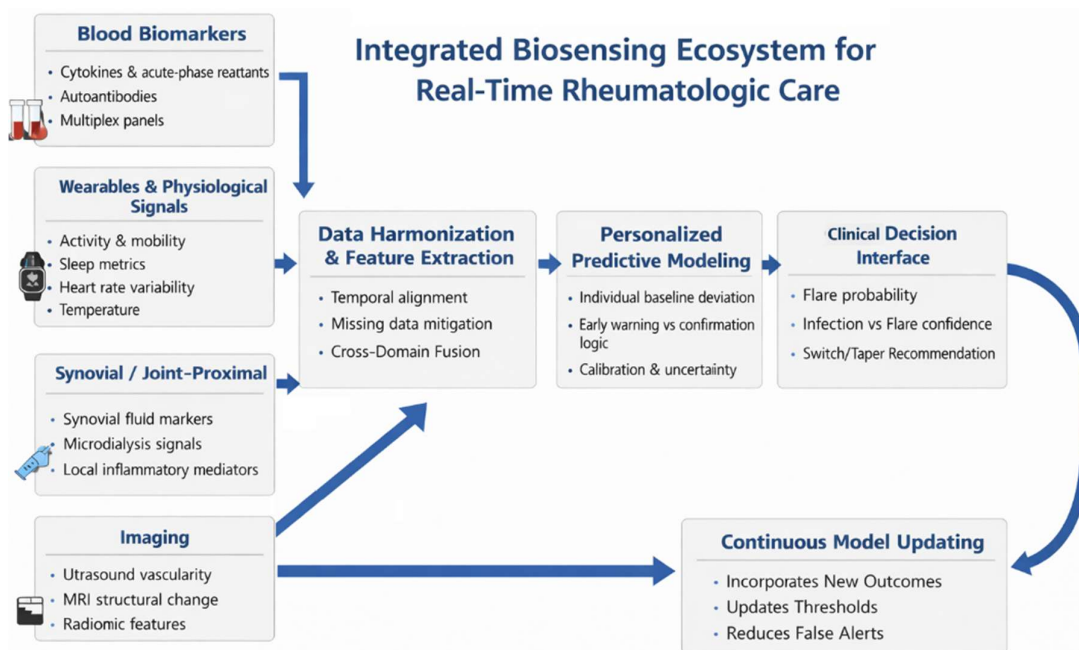 Integrated Biosensing Ecosystem for
Real-Time Rheumatologic Care
Blood Biomarkers
• Cytokines & acute-phase reattants
• Autoantibodies
• Multiplex panels
Wearables & Physiological
Signals
• Activity & mobility
• Sleep metrics
• Heart rate variability
• Temperature
Synovial / Joint-Proximal
• Synovial fluid markers
• Microdialysis signals
• Local inflammatory mediators
Imaging
• Utrasound vascularity
• MRI structural change
• Radiomic features
Data Harmonization
& Feature Extraction
• Temporal alignment
• Missing data mitigation
• Cross-Domain Fusion
Personalized
Predictive Modeling
• Individual baseline deviation
• Early warning vs confirmation
logic
• Calibration & uncertainty
Clinical Decision
Interface
• Flare probability
• Infection vs Flare confidence
• Switch/Taper Recommendation
Continuous Model Updating
• Incorporates New Outcomes
• Updates Thresholds
• Reduces False Alerts